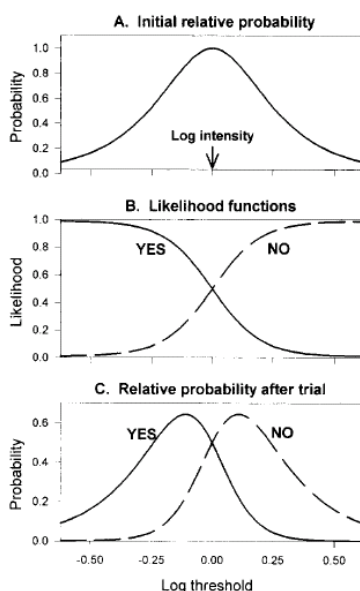 A. Initial relative probability
1.0
0.8
0.6
0.4
0.2
0.0
Probability
Log intensity
B. Likelihood functions
1.0
0.8
0.6
0.4
0.2
0.0
Likelihood
YES
NO
C. Relative probability after trial
0.6
0.4
0.2
0.0
Probability
YES
NO
-0.50
-0.25
0.00
0.25
0.50
Log threshold